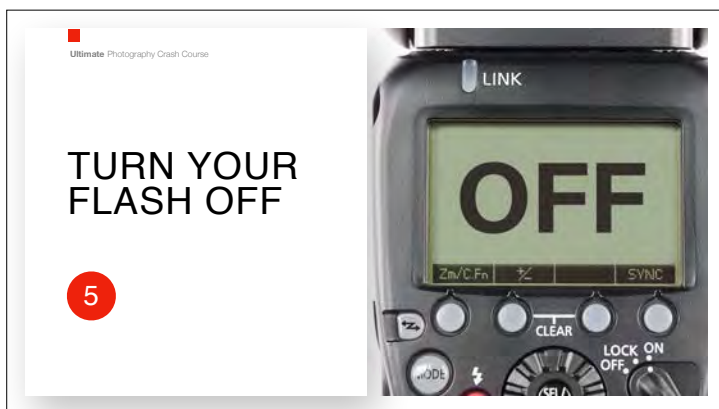 Ultimate Photography Crash Course
TURN YOUR
FLASH OFF
5
LINK
OFF
Zm/C.Fn +/- SYNC
CLEAR
MODE
LOCK ON
OFF
SEL/